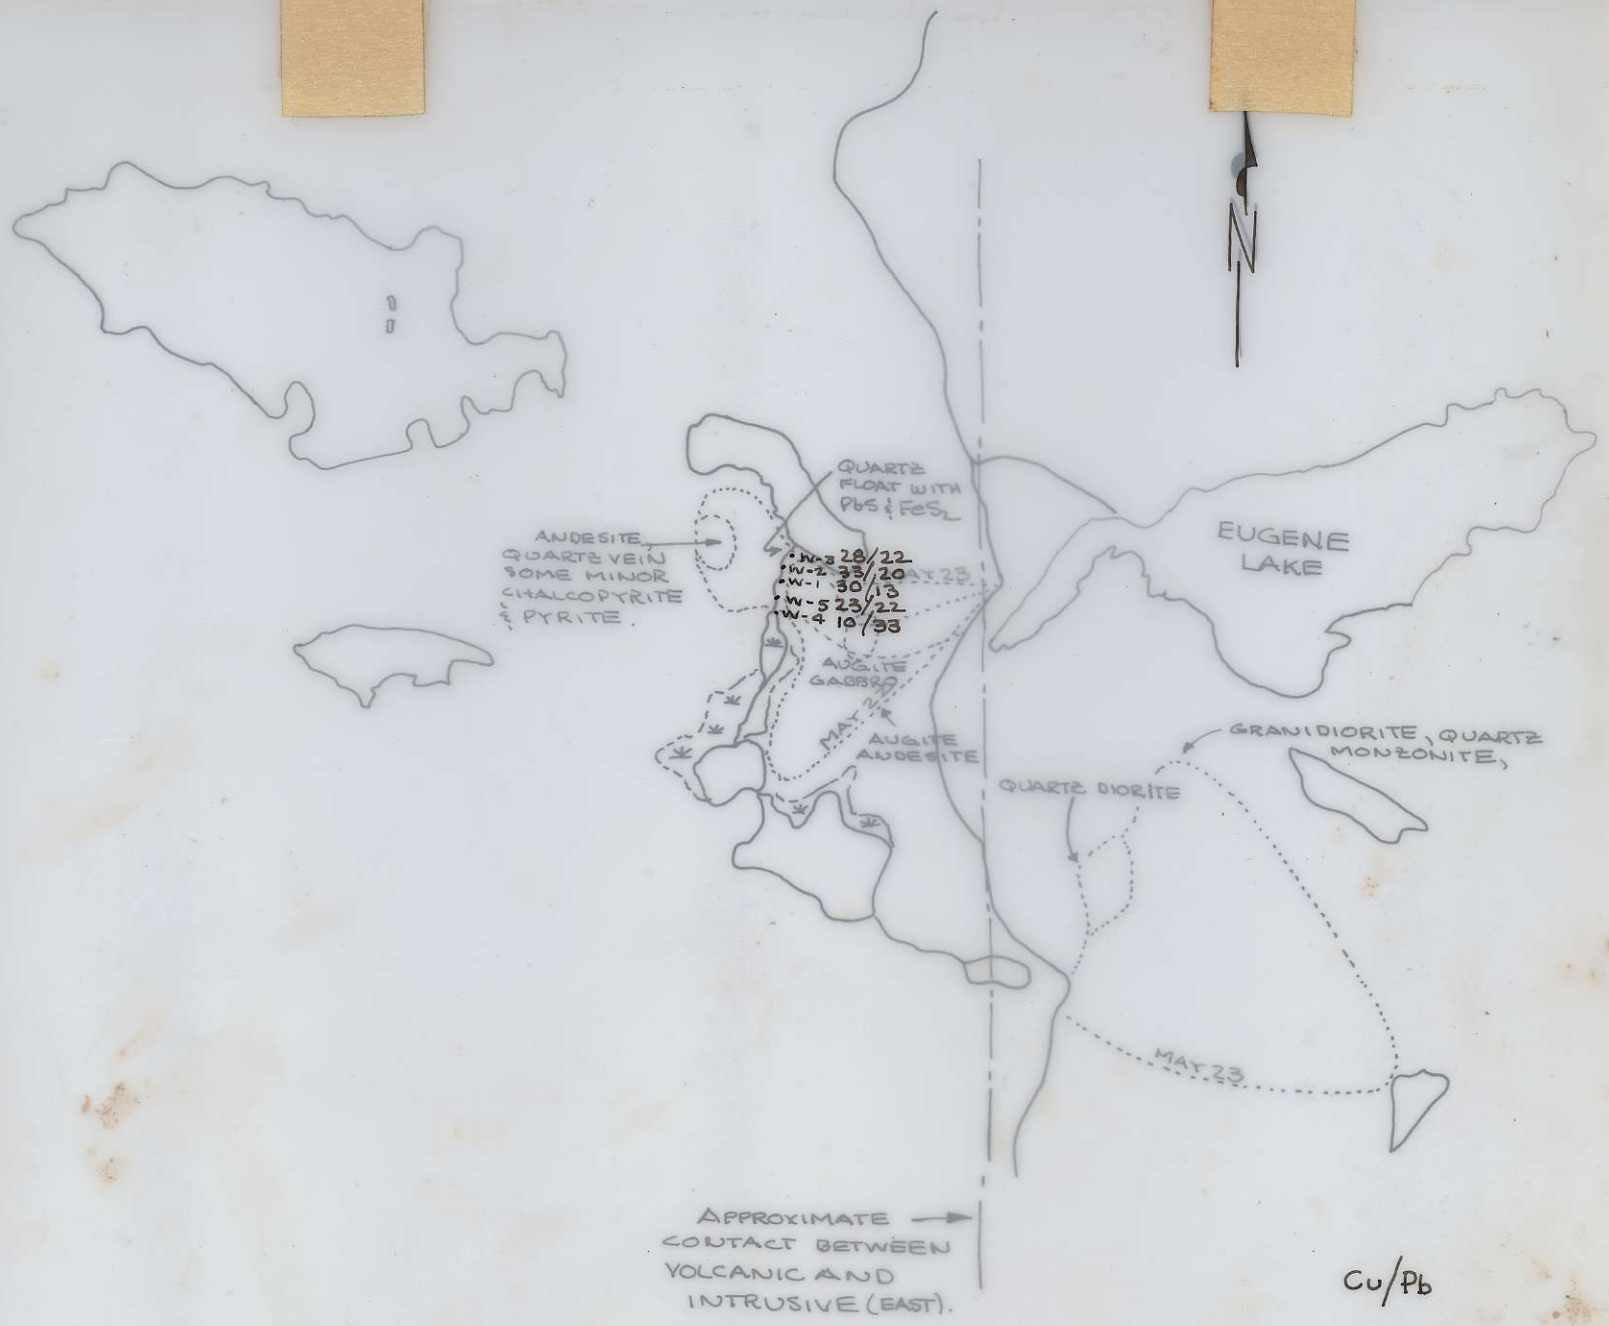 N
QUARTZ
FLOAT WITH
PbS & FeS2
ANDESITE,
QUARTZ VEIN
SOME MINOR
CHALCOPYRITE
& PYRITE.
EUGENE
LAKE
W-3 28/22
W-2 33/20
MAY 23
W-1 30/13
W-5 23/22
W-4 10/33
AUGITE
GABBRO
MAY
AUGITE
ANDESITE
GRANIDIORITE, QUARTZ
MONZONITE,
QUARTZ DIORITE
MAY 23
APPROXIMATE
CONTACT BETWEEN
VOLCANIC AND
INTRUSIVE (EAST).
Cu/Pb